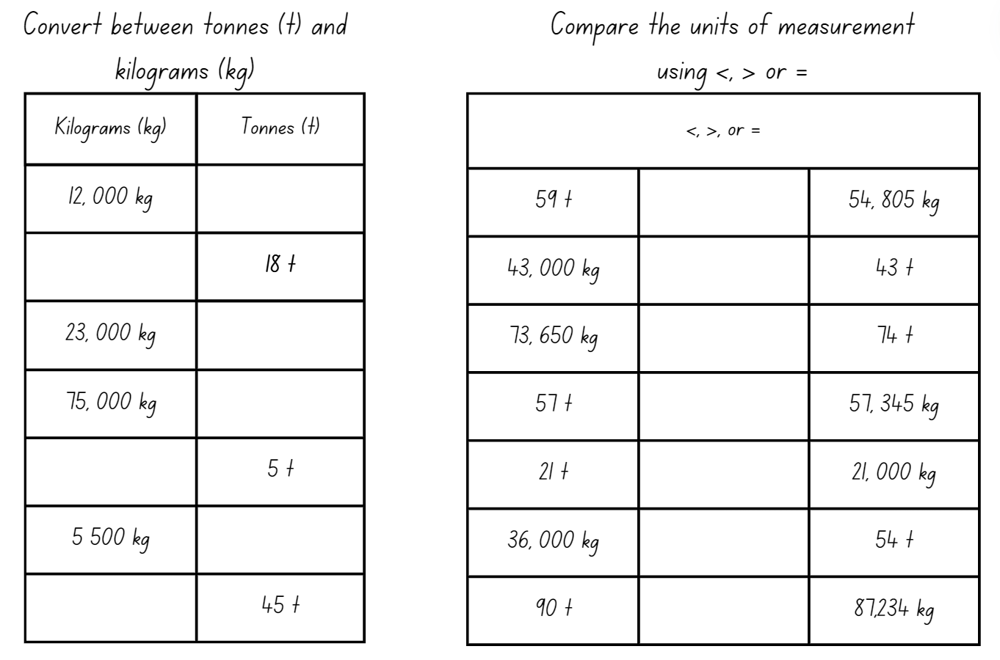 Convert between tonnes (t) and
kilograms (kg)
Kilograms (kg) Tonnes (t)
12, 000 kg
18 t
23, 000 kg
75, 000 kg
5 t
5 500 kg
45 t
Compare the units of measurement
using <, > or =
<, >, or =
59 t 54, 805 kg
43, 000 kg 43 t
73, 650 kg 74 t
57 t 57, 345 kg
21 t 21, 000 kg
36, 000 kg 54 t
90 t 87,234 kg